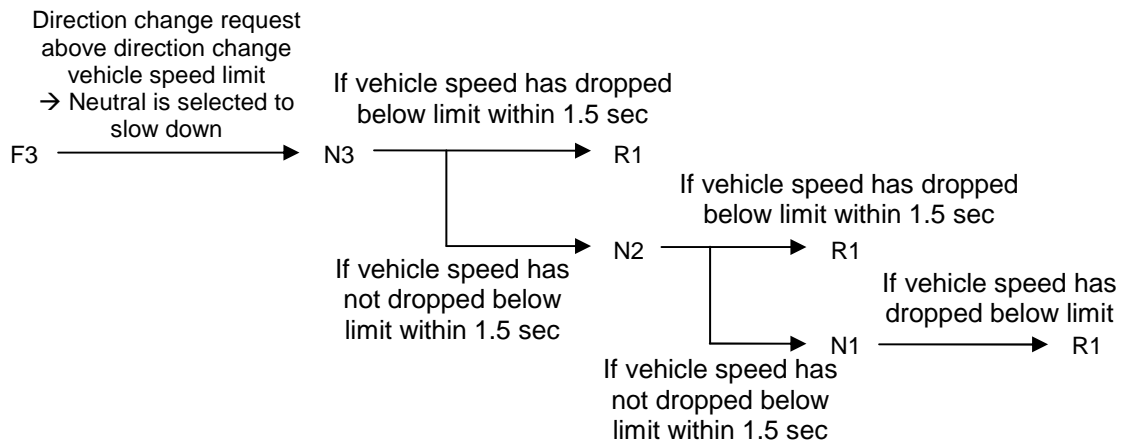 Direction change request
above direction change
vehicle speed limit
→ Neutral is selected to
slow down
If vehicle speed has dropped
below limit within 1.5 sec
F3
N3
R1
If vehicle speed has dropped
below limit within 1.5 sec
If vehicle speed has
not dropped below
limit within 1.5 sec
N2
R1
If vehicle speed has
dropped below limit
N1
R1
If vehicle speed has
not dropped below
limit within 1.5 sec